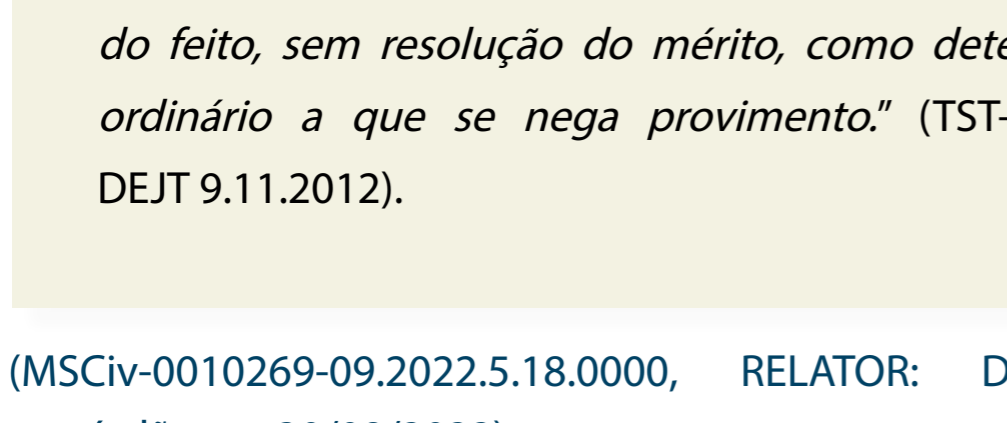 do feito, sem resolução do mérito, como dete
ordinário a que se nega provimento." (TST-
DEJT 9.11.2012).
(MSCiv-0010269-09.2022.5.18.0000, RELATOR: D